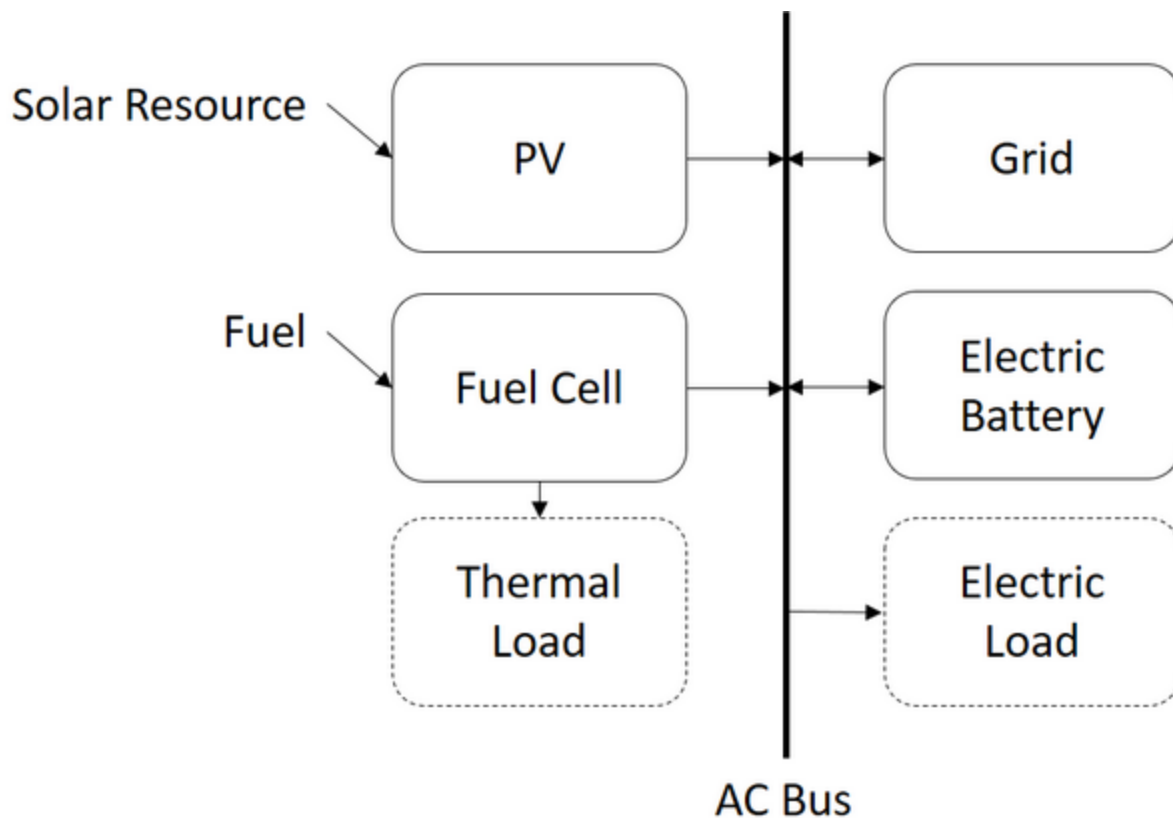 Solar Resource
PV
Grid
Fuel
Fuel Cell
Electric
Battery
Thermal
Load
Electric
Load
AC Bus